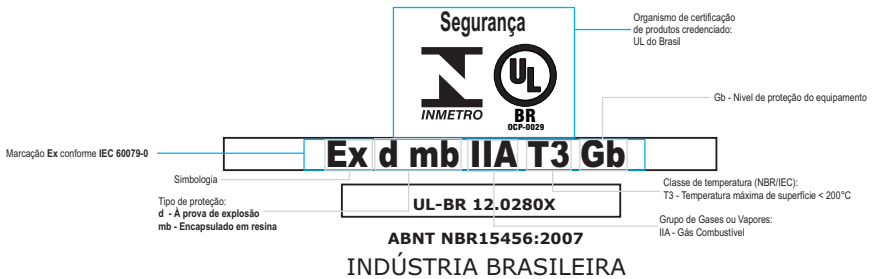 Segurança
INMETRO
UL
BR
OCP-0029
Organismo de certificação
de produtos credenciado:
UL do Brasil
Gb - Nivel de proteção do equipamento
Marcação Ex conforme IEC 60079-0
Ex d mb IIA T3 Gb
Simbologia
Tipo de proteção:
d - À prova de explosão
mb - Encapsulado em resina
Classe de temperatura (NBR/IEC):
T3 - Temperatura máxima de superfície < 200°C
Grupo de Gases ou Vapores:
IIA - Gás Combustível
UL-BR 12.0280X
ABNT NBR15456:2007
INDÚSTRIA BRASILEIRA